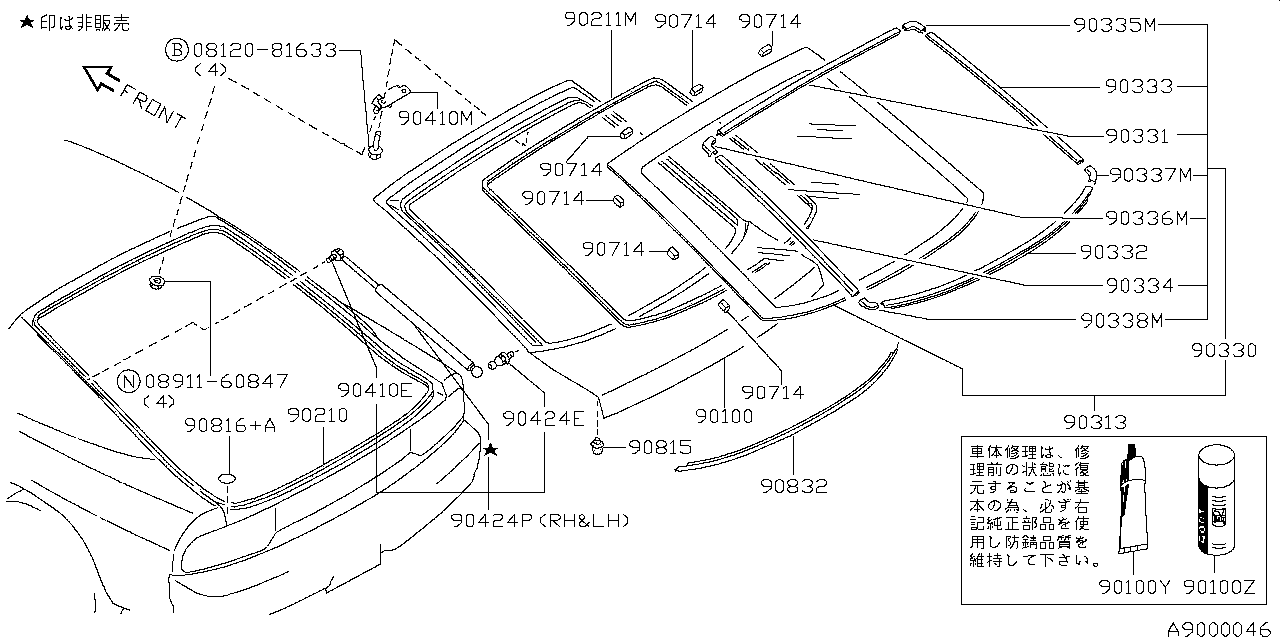 ★印は非販売
Ⓑ08120-81633
(4)
FRONT
90410M
90211M
90714
90714
90714
90714
90714
90335M
90333
90331
90337M
90336M
90332
90334
90338M
90330
90313
Ⓝ08911-60847
(4)
90816+A
90210
90410E
90424E
90714
90100
90815
90832
★
90424P(RH&LH)
車体修理は、修
理前の状態に復
元することが基
本の為、必ず右
記純正部品を使
用し防錆品質を
維持して下さい。
90100Y
90100Z
A9000046